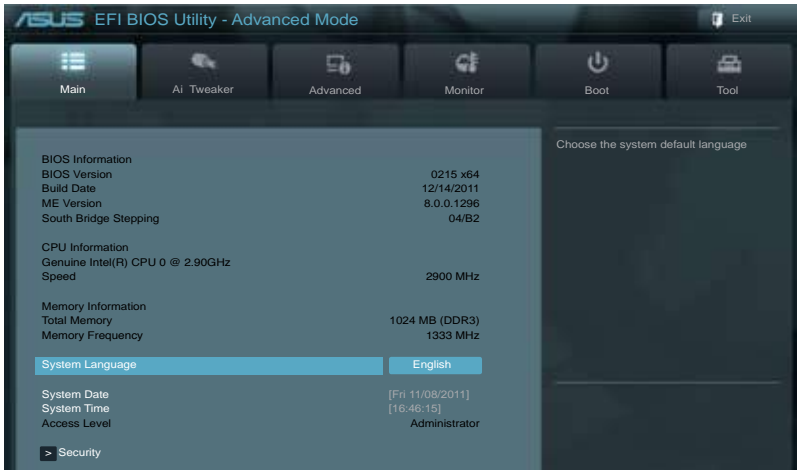 ASUS EFI BIOS Utility - Advanced Mode
Exit
Main
Ai Tweaker
Advanced
Monitor
Boot
Tool
Choose the system default language
BIOS Information
BIOS Version 0215 x64
Build Date 12/14/2011
ME Version 8.0.0.1296
South Bridge Stepping 04/B2
CPU Information
Genuine Intel(R) CPU 0 @ 2.90GHz
Speed 2900 MHz
Memory Information
Total Memory 1024 MB (DDR3)
Memory Frequency 1333 MHz
System Language English
System Date [Fri 11/08/2011]
System Time [16:46:15]
Access Level Administrator
> Security